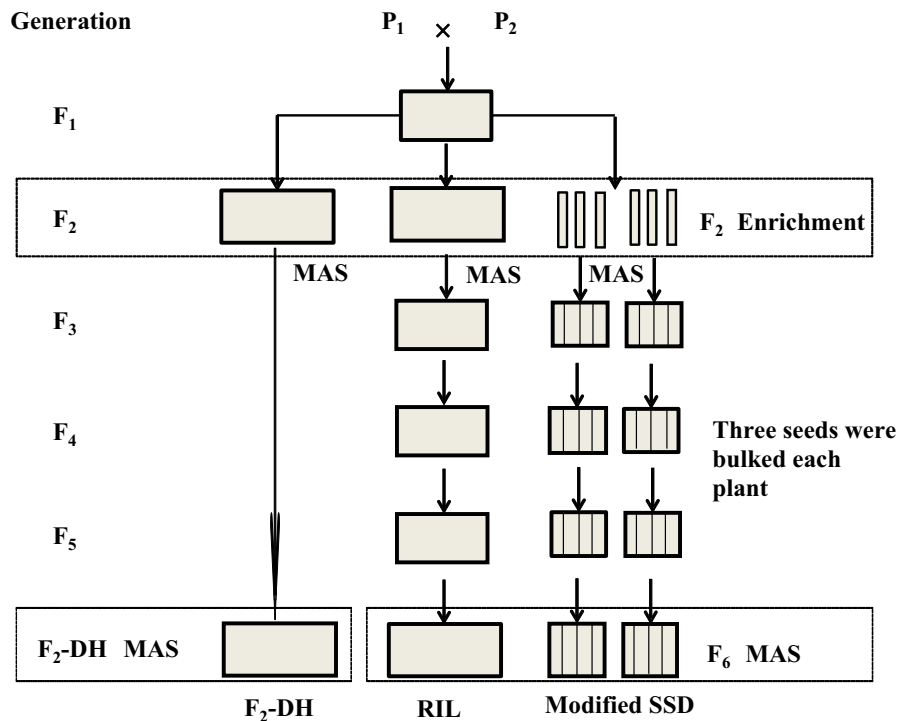 Generation
P₁ × P₂
F₁
F₂
F₂ Enrichment
MAS
MAS
MAS
F₃
F₄
Three seeds were
bulked each
plant
F₅
F₂-DH MAS
F₆ MAS
F₂-DH
RIL
Modified SSD